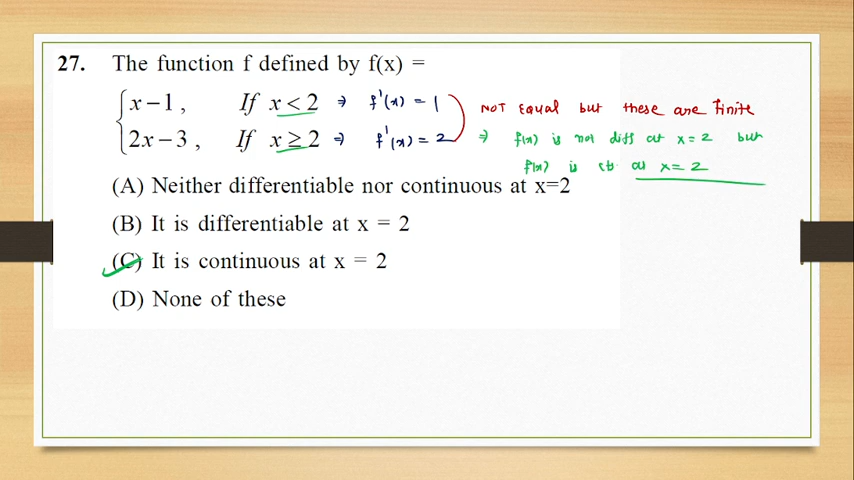 27. The function f defined by f(x) =
x – 1 , If x < 2 ⇒ f'(x) = 1
NOT Equal but these are finite
2x – 3 , If x ≥ 2 ⇒ f'(x) = 2
⇒ f(x) is not diff at x = 2 but
f(x) is ctˢ at x = 2
(A) Neither differentiable nor continuous at x=2
(B) It is differentiable at x = 2
(C) It is continuous at x = 2
(D) None of these